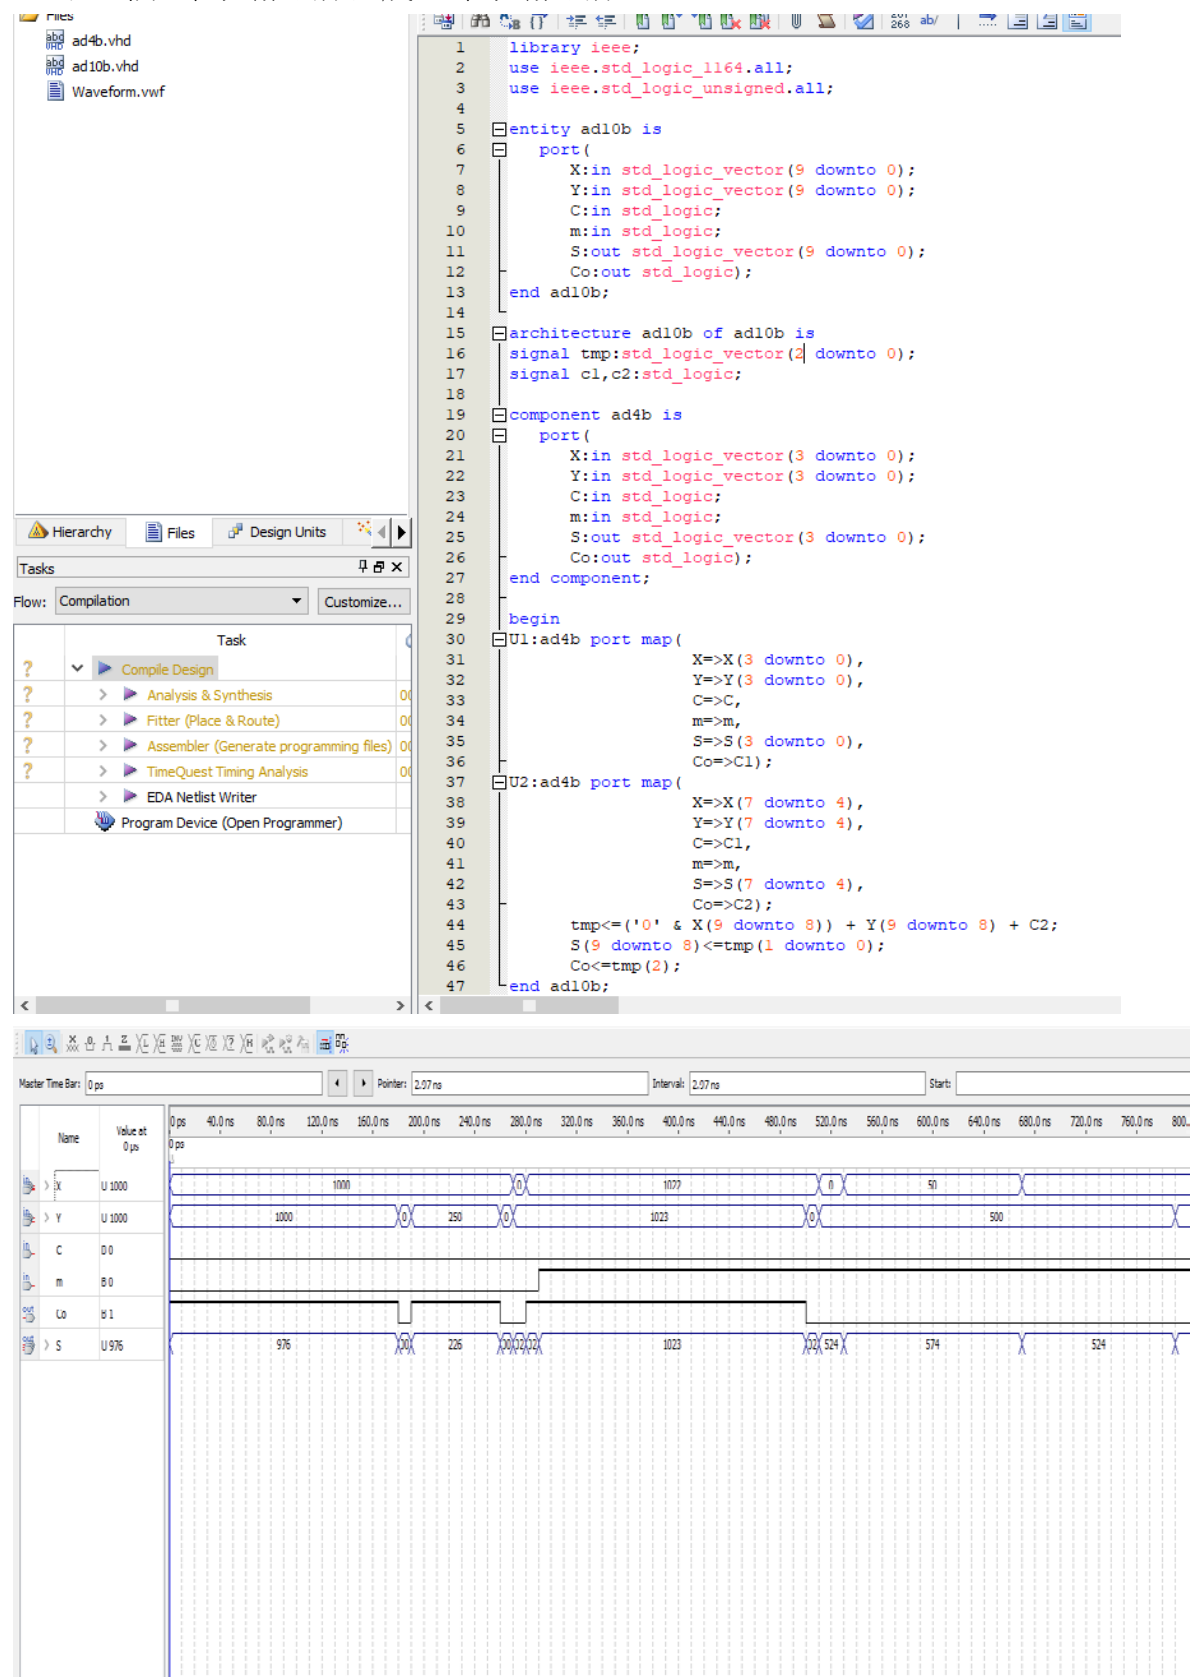 Files
ad4b.vhd
ad10b.vhd
Waveform.vwf
Hierarchy
Files
Design Units
Tasks
Flow:
Compilation
Customize...
Task
Compile Design
Analysis & Synthesis
Fitter (Place & Route)
Assembler (Generate programming files)
TimeQuest Timing Analysis
EDA Netlist Writer
Program Device (Open Programmer)
268
ab/
1 library ieee;
2 use ieee.std_logic_1164.all;
3 use ieee.std_logic_unsigned.all;
4
5 entity ad10b is
6 port(
7 X:in std_logic_vector(9 downto 0);
8 Y:in std_logic_vector(9 downto 0);
9 C:in std_logic;
10 m:in std_logic;
11 S:out std_logic_vector(9 downto 0);
12 Co:out std_logic);
13 end ad10b;
14
15 architecture ad10b of ad10b is
16 signal tmp:std_logic_vector(2 downto 0);
17 signal c1,c2:std_logic;
18
19 component ad4b is
20 port(
21 X:in std_logic_vector(3 downto 0);
22 Y:in std_logic_vector(3 downto 0);
23 C:in std_logic;
24 m:in std_logic;
25 S:out std_logic_vector(3 downto 0);
26 Co:out std_logic);
27 end component;
28
29 begin
30 U1:ad4b port map(
31 X=>X(3 downto 0),
32 Y=>Y(3 downto 0),
33 C=>C,
34 m=>m,
35 S=>S(3 downto 0),
36 Co=>C1);
37 U2:ad4b port map(
38 X=>X(7 downto 4),
39 Y=>Y(7 downto 4),
40 C=>C1,
41 m=>m,
42 S=>S(7 downto 4),
43 Co=>C2);
44 tmp<=('0' & X(9 downto 8)) + Y(9 downto 8) + C2;
45 S(9 downto 8)<=tmp(1 downto 0);
46 Co<=tmp(2);
47 end ad10b;
Master Time Bar: 0 ps Pointer: 2.97 ns Interval: 2.97 ns Start:
Name Value at 0 ps
0 ps 40.0 ns 80.0 ns 120.0 ns 160.0 ns 200.0 ns 240.0 ns 280.0 ns 320.0 ns 360.0 ns 400.0 ns 440.0 ns 480.0 ns 520.0 ns 560.0 ns 600.0 ns 640.0 ns 680.0 ns 720.0 ns 760.0 ns 800.
0 ps
X U 1000 1000 0 1022 0 50
Y U 1000 1000 0 250 0 1023 0 500
C B 0
m B 0
Co B 1
S U 976 976 226 1023 524 574 524